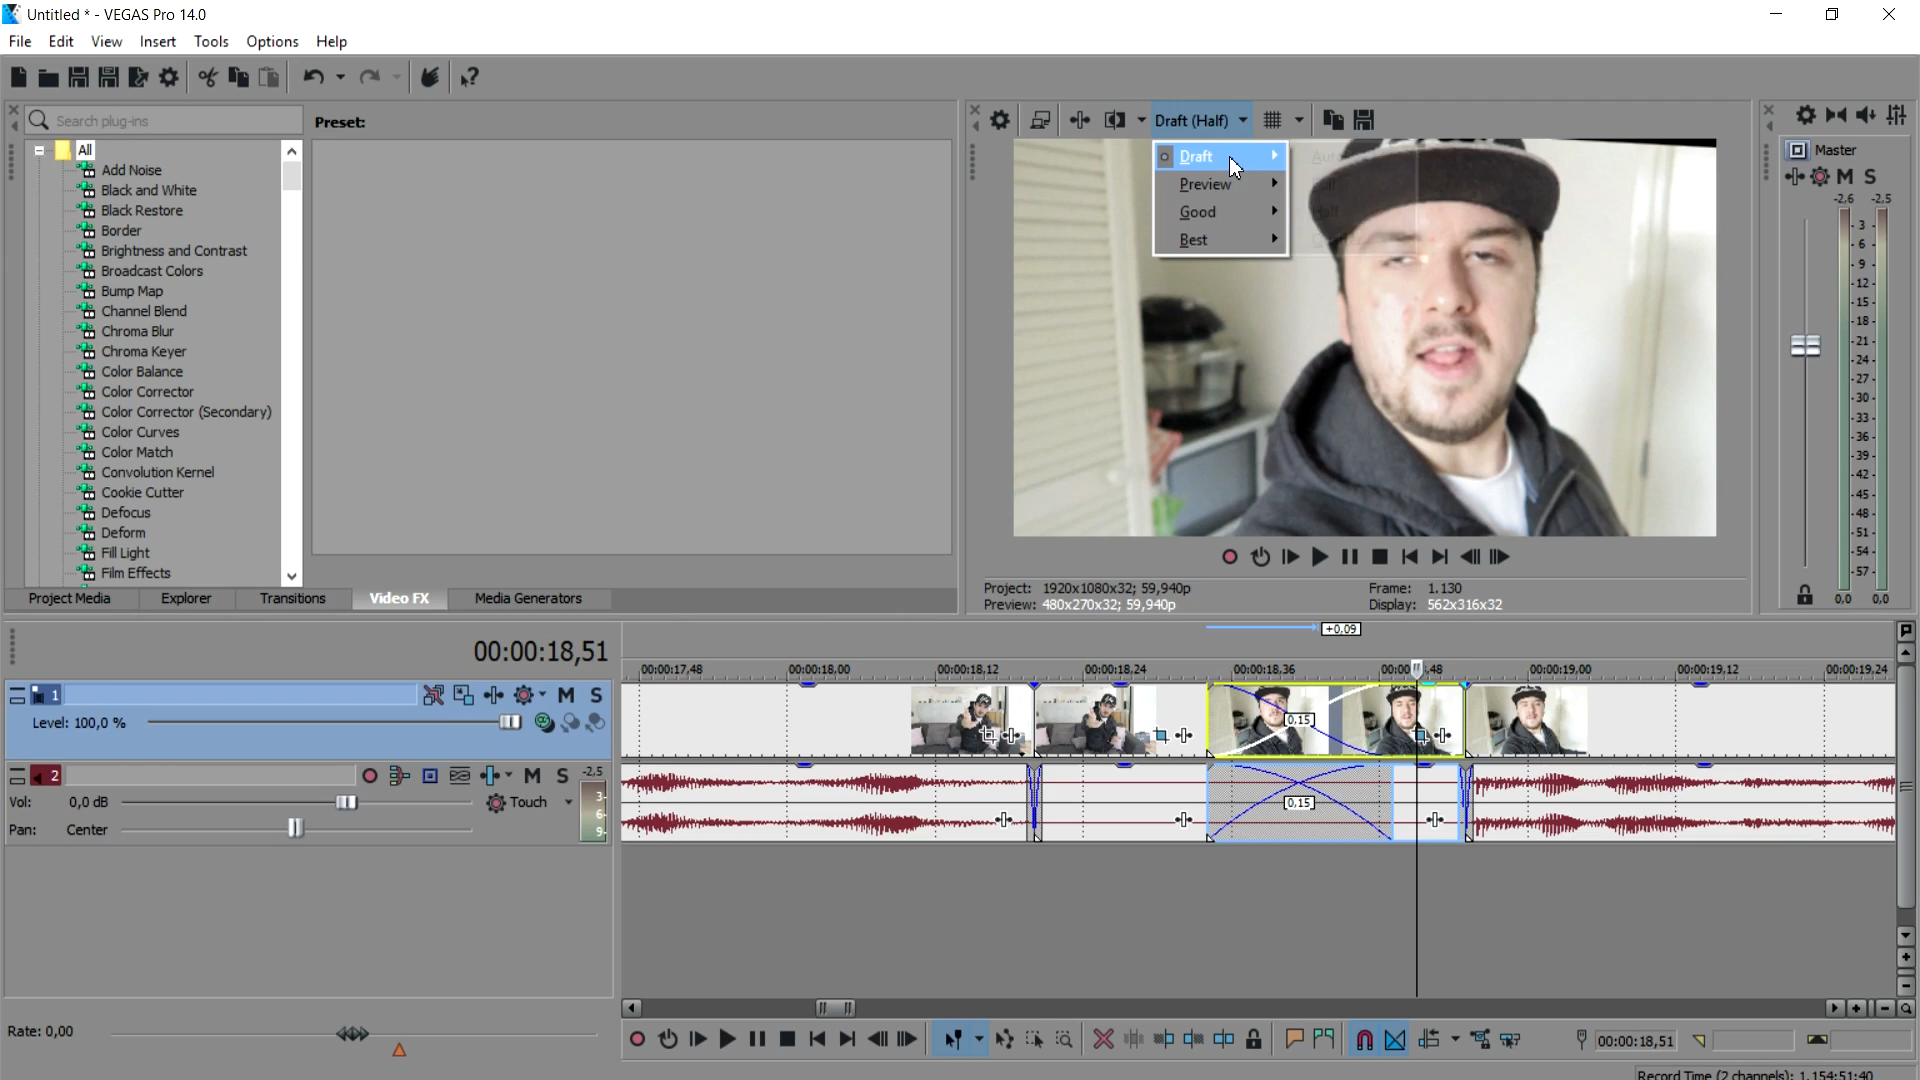 Untitled * - VEGAS Pro 14.0
File Edit View Insert Tools Options Help
Search plug-ins
Preset:
Draft (Half)
Master
All
Add Noise
Black and White
Black Restore
Border
Brightness and Contrast
Broadcast Colors
Bump Map
Channel Blend
Chroma Blur
Chroma Keyer
Color Balance
Color Corrector
Color Corrector (Secondary)
Color Curves
Color Match
Convolution Kernel
Cookie Cutter
Defocus
Deform
Fill Light
Film Effects
Draft
Preview
Good
Best
Half
M S
-2,6 -2,5
- 3 -
- 6 -
- 9 -
-12-
-15-
-18-
-21-
-24-
-27-
-30-
-33-
-36-
-39-
-42-
-45-
-48-
-51-
-54-
-57-
0,0 0,0
Project Media Explorer Transitions Video FX Media Generators
Project: 1920x1080x32; 59,940p
Preview: 480x270x32; 59,940p
Frame: 1.130
Display: 562x316x32
00:00:18,51
+0,09
00:00:17,48 00:00:18,00 00:00:18,12 00:00:18,24 00:00:18,36 00:00 ,48 00:00:19,00 00:00:19,12 00:00:19,24
1 M S
Level: 100,0 %
0,15
2 M S -2,5
Vol: 0,0 dB Touch
Pan: Center
3-
6-
9-
0,15
Rate: 0,00
00:00:18,51
Record Time (2 channels): 1.154:51:40